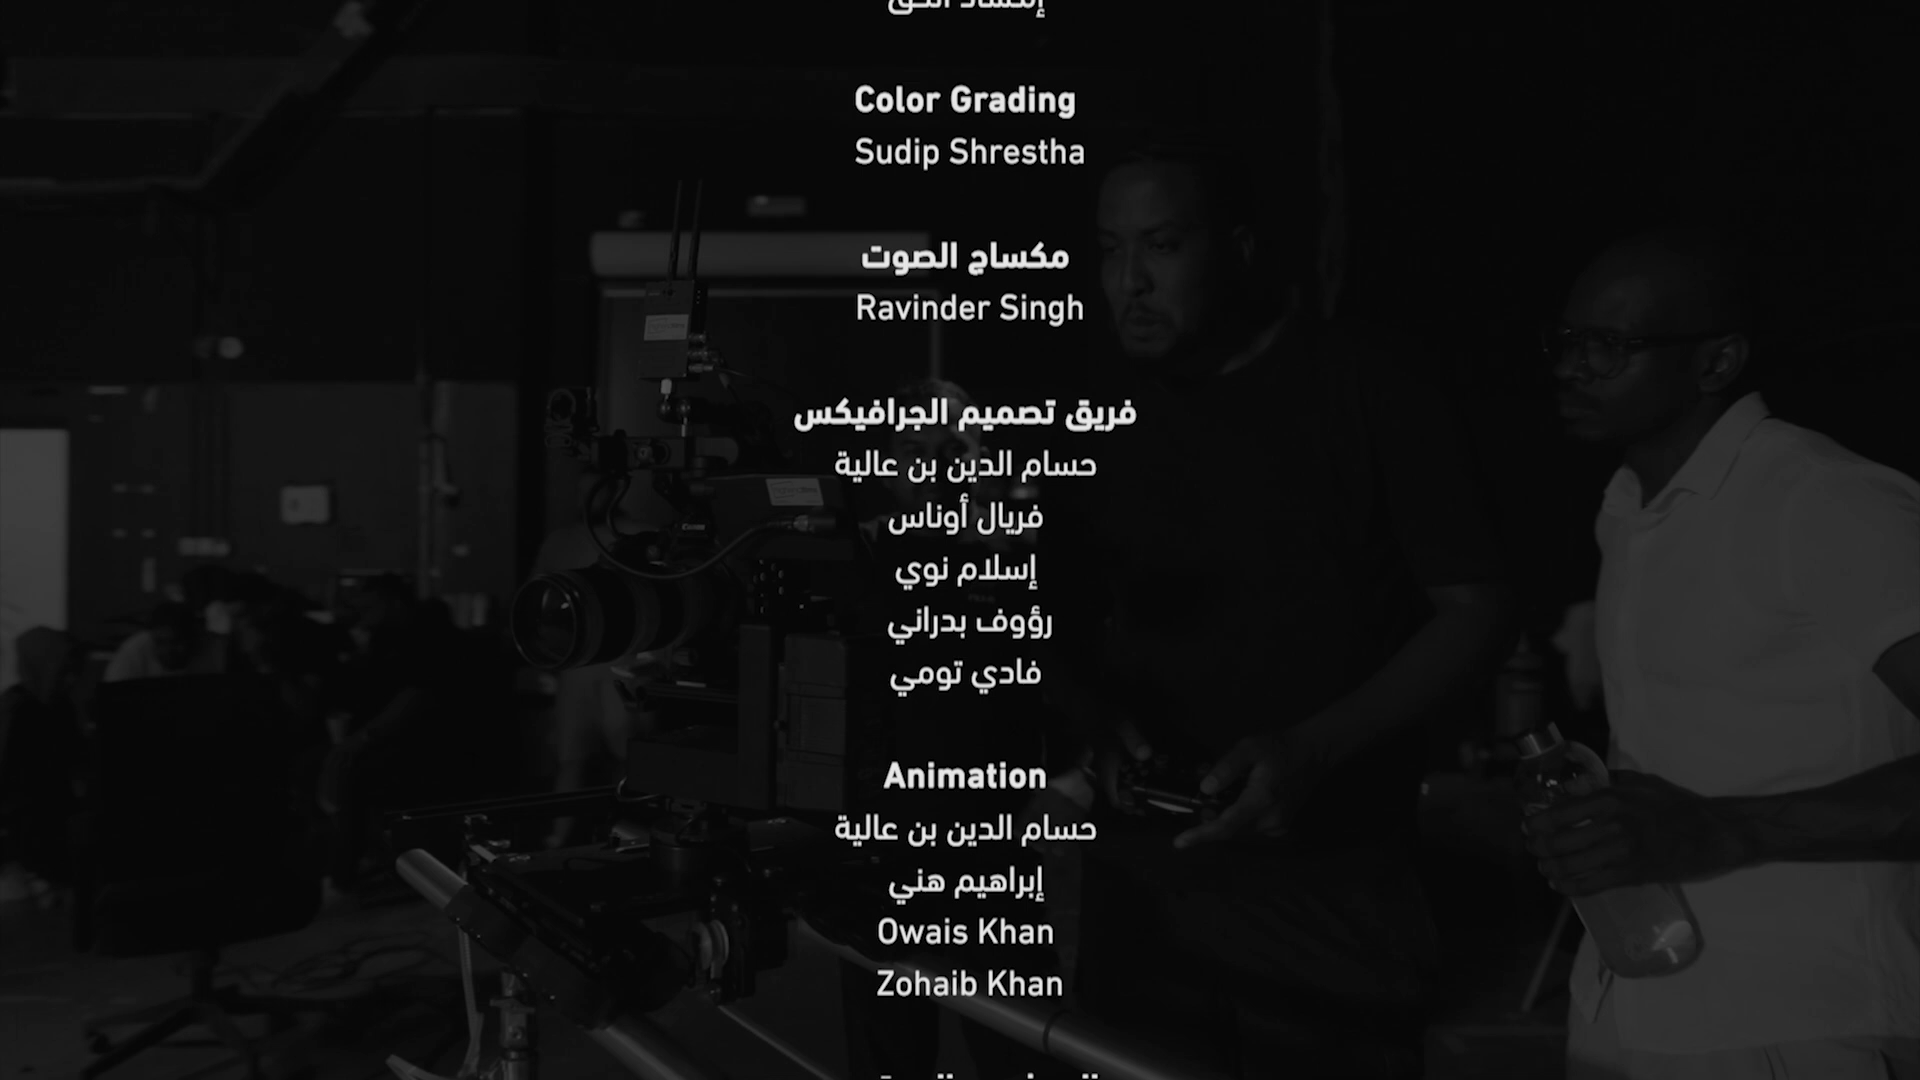 Color Grading
Sudip Shrestha
مكساج الصوت
Ravinder Singh
فريق تصميم الجرافيكس
حسام الدين بن عالية
فريال أوناس
إسلام نوي
رؤوف بدراني
فادي تومي
Animation
حسام الدين بن عالية
إبراهيم هني
Owais Khan
Zohaib Khan